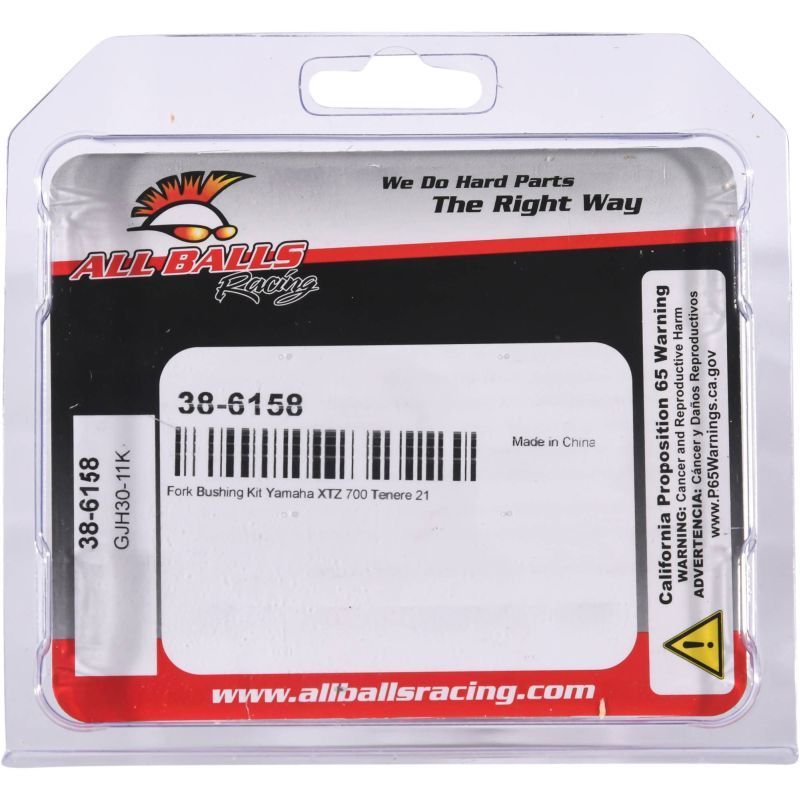 We Do Hard Parts
The Right Way
ALL BALLS
Racing
38-6158
Made in China
Fork Bushing Kit Yamaha XTZ 700 Tenere 21
38-6158
GJH30-11K
California Proposition 65 Warning
WARNING: Cancer and Reproductive Harm
ADVERTENCIA: Cáncer y Daños Reproductivos
www.P65Warnings.ca.gov
www.allballsracing.com